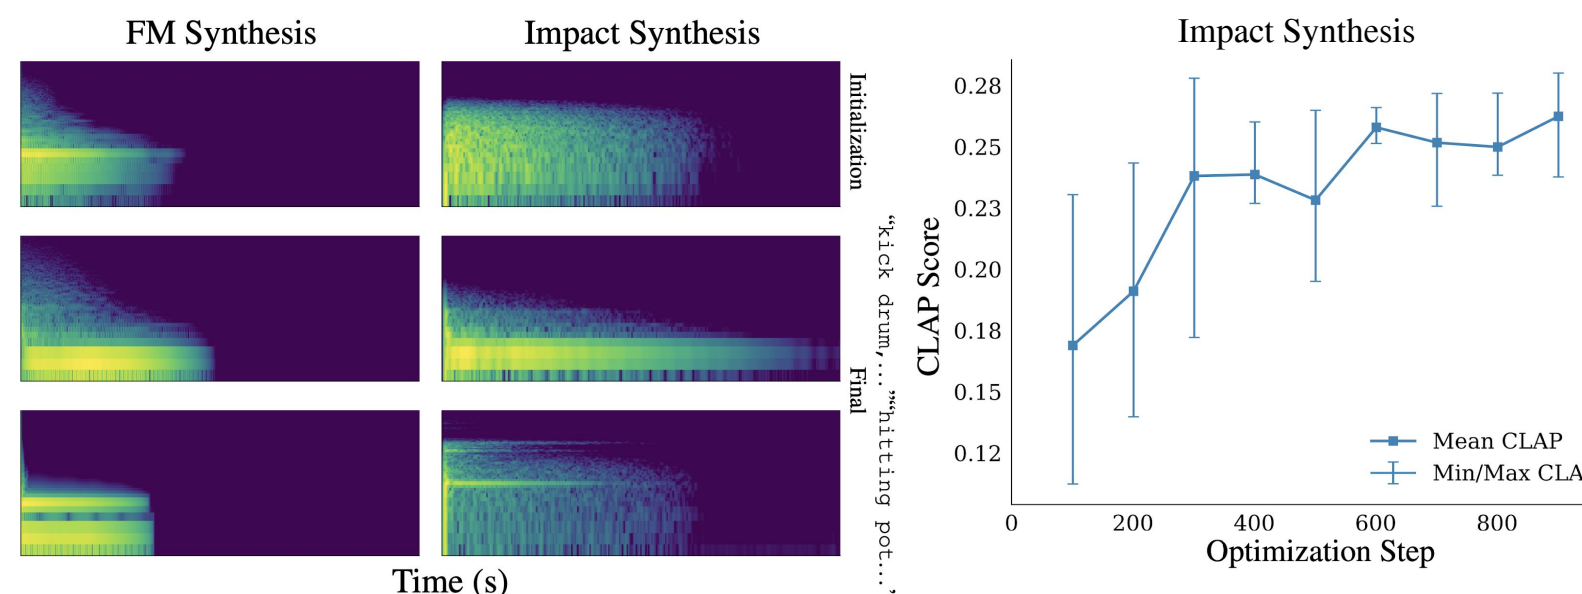 FM Synthesis
Impact Synthesis
Initialization
Final
“kick drum,...”
“hitting pot...”
Time (s)
Impact Synthesis
CLAP Score
0.28
0.25
0.23
0.20
0.18
0.15
0.12
Mean CLAP
Min/Max CLA
0
200
400
600
800
Optimization Step